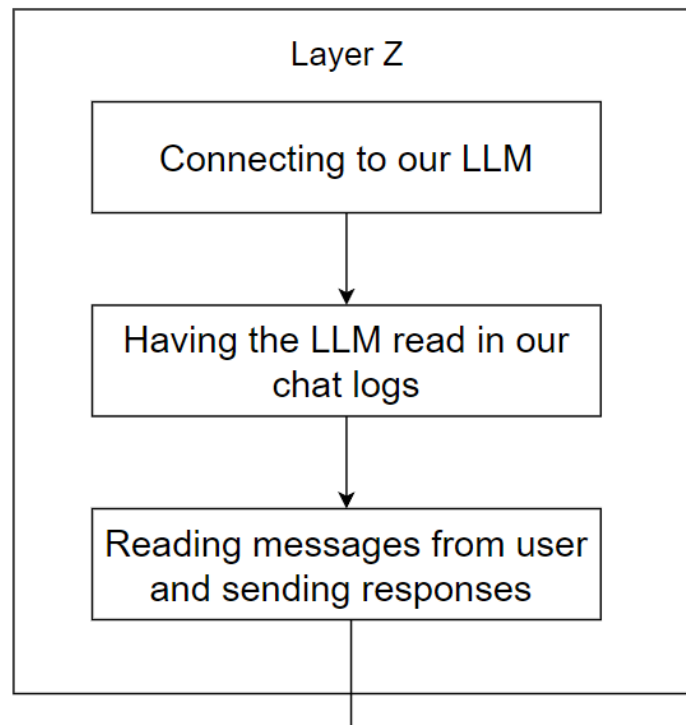 Layer Z
Connecting to our LLM
Having the LLM read in our
chat logs
Reading messages from user
and sending responses